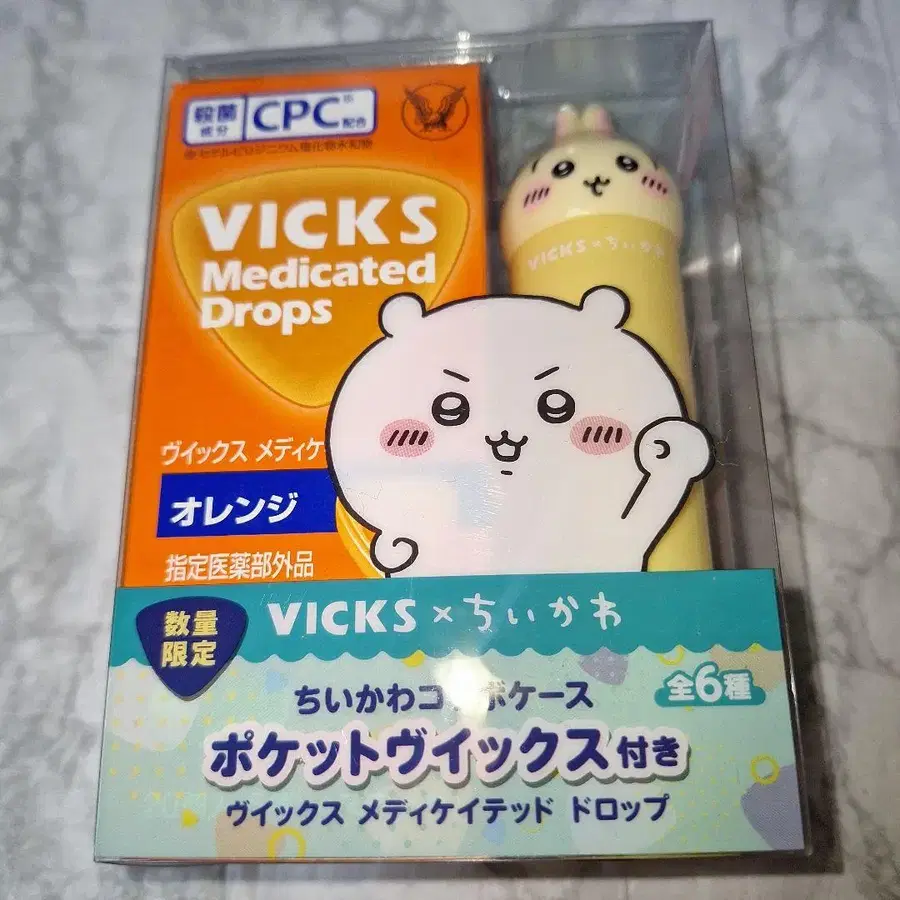 殺菌
成分
CPC※
配合
※セチルピリジニウム塩化物水和物
VICKS
Medicated
Drops
ヴイックス メディケ
オレンジ
指定医薬部外品
VICKS×ちいかわ
数量
限定
VICKS×ちいかわ
ちいかわコ ボケース
全6種
ポケットヴイックス付き
ヴイックス メディケイテッド ドロップ